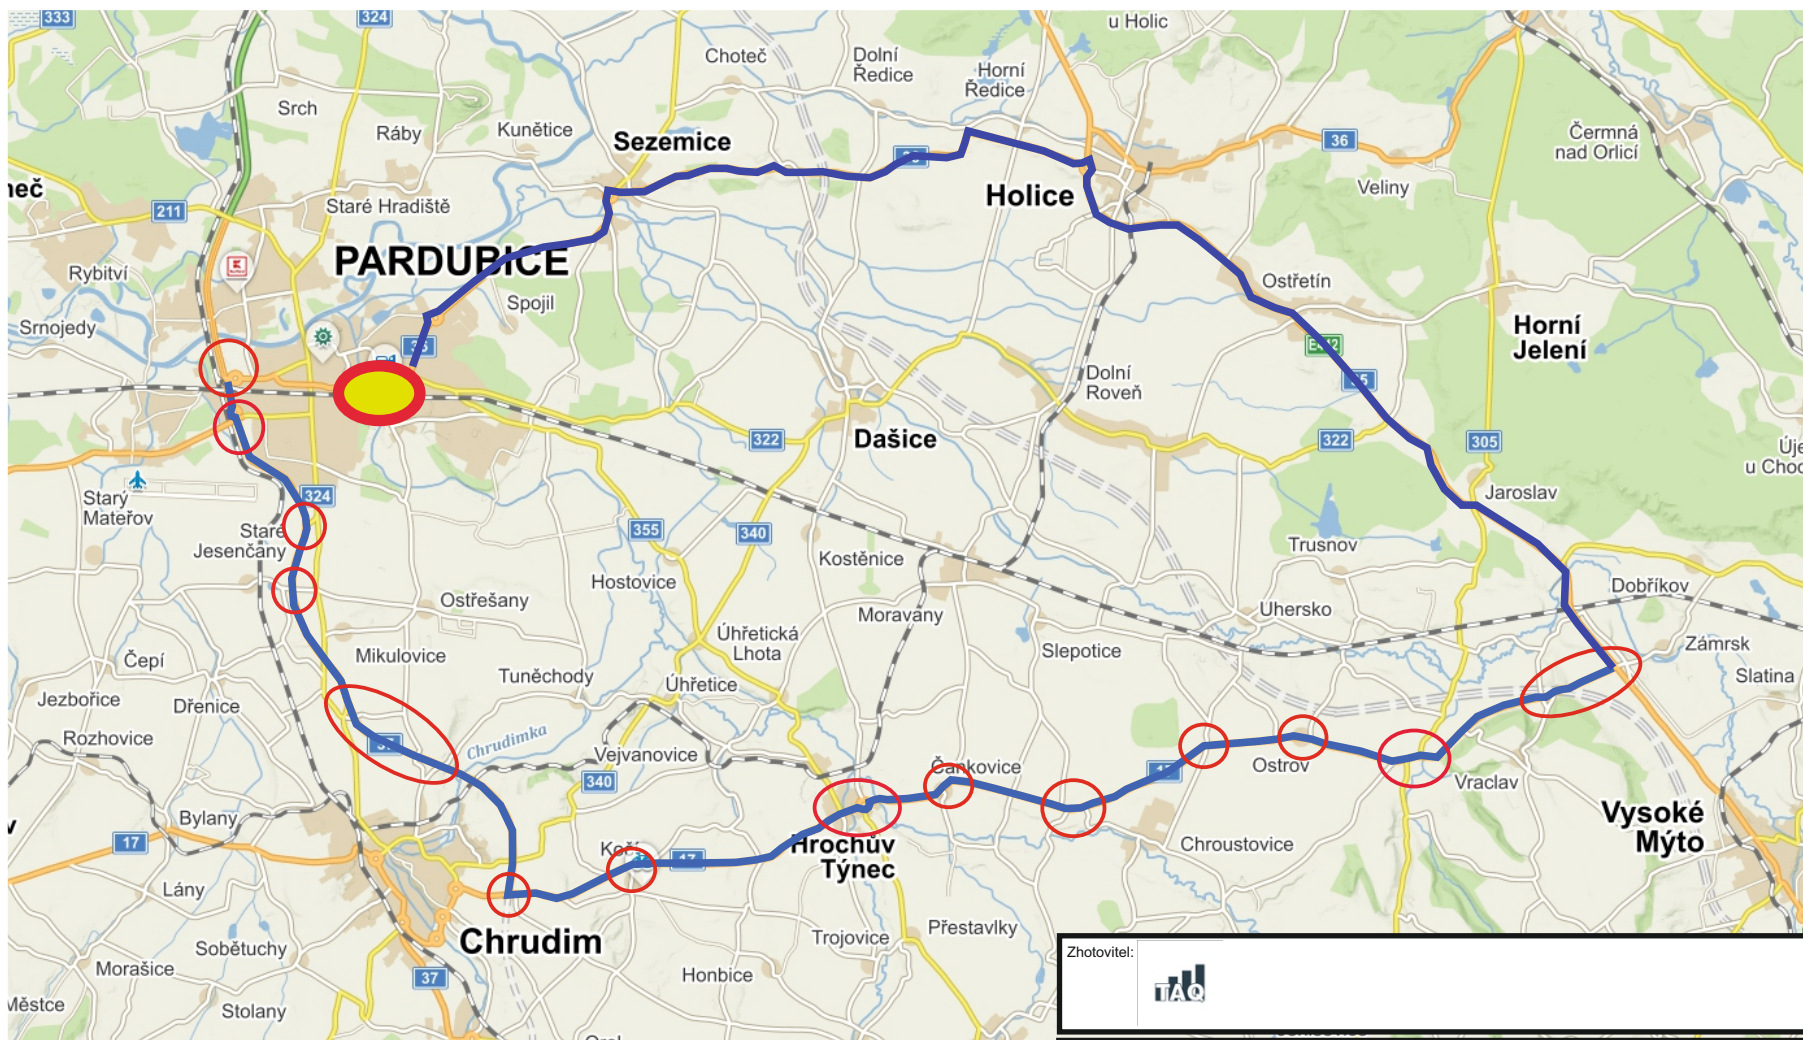 333
324
u Holic
Choteč
Dolní
Ředice
Horní
Ředice
Srch
Ráby
Kunětice
Sezemice
36
Čermná
nad Orlicí
Holice
Veliny
211
Staré Hradiště
PARDUBICE
Rybitví
Spojil
Ostřetín
Srnojedy
Horní
Jelení
Dolní
Roveň
322
Dašice
322
305
Starý
Mateřov
324
Jaroslav
Staré
Jesenčany
355
340
Kostěnice
Trusnov
Hostovice
Dobříkov
Ostřešany
Moravany
Uhersko
Úhřetická
Lhota
Mikulovice
Slepotice
Zámrsk
Čepí
Tuněchody
Úhřetice
Slatina
Jezbořice
Dřenice
Rozhovice
Chrudimka
Vejvanovice
Čankovice
Ostrov
340
Vraclav
Bylany
Vysoké
Mýto
17
Hrochův
Týnec
Chroustovice
Lány
Chrudim
Přestavlky
Sobětuchy
Trojovice
Zhotovitel:
Morašice
37
Honbice
TAQ
Stolany